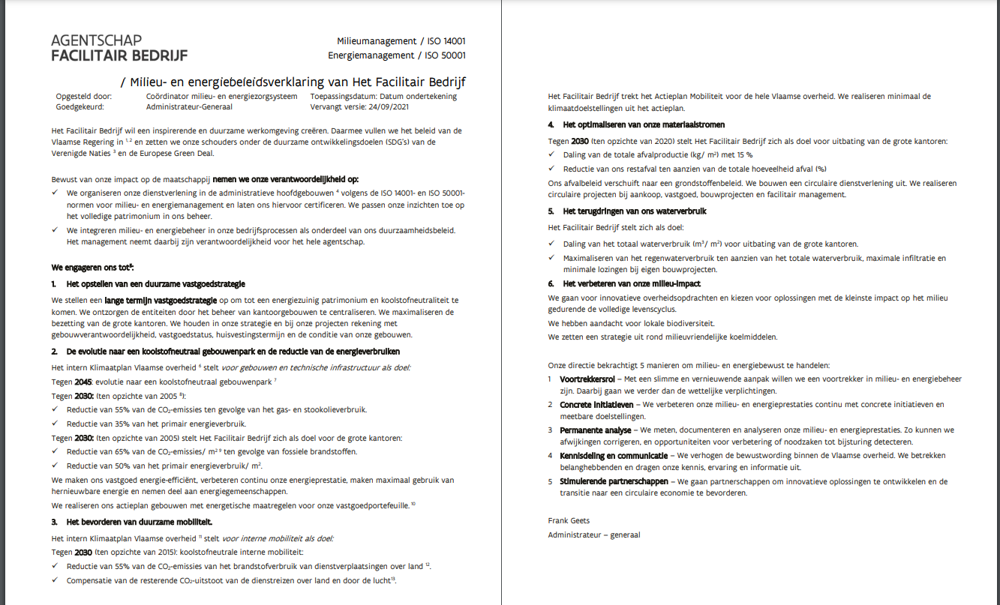 AGENTSCHAP
FACILITAIR BEDRIJF
Milieumanagement / ISO 14001
Energiemanagement / ISO 50001
/ Milieu- en energiebeleidsverklaring van Het Facilitair Bedrijf
Opgesteld door: Coördinator milieu- en energiezorgsysteem Toepassingsdatum: Datum ondertekening
Goedgekeurd: Administrateur-Generaal Vervangt versie: 24/09/2021
Het Facilitair Bedrijf wil een inspirerende en duurzame werkomgeving creëren. Daarmee vullen we het beleid van de
Vlaamse Regering in ¹,² en zetten we onze schouders onder de duurzame ontwikkelingsdoelen (SDG's) van de
Verenigde Naties ³ en de Europese Green Deal.
Bewust van onze impact op de maatschappij nemen we onze verantwoordelijkheid op:
✓ We organiseren onze dienstverlening in de administratieve hoofdgebouwen ⁴ volgens de ISO 14001- en ISO 50001-
normen voor milieu- en energiemanagement en laten ons hiervoor certificeren. We passen onze inzichten toe op
het volledige patrimonium in ons beheer.
✓ We integreren milieu- en energiebeheer in onze bedrijfsprocessen als onderdeel van ons duurzaamheidsbeleid.
Het management neemt daarbij zijn verantwoordelijkheid voor het hele agentschap.
We engageren ons tot⁵:
1. Het opstellen van een duurzame vastgoedstrategie
We stellen een lange termijn vastgoedstrategie op om tot een energiezuinig patrimonium en koolstofneutraliteit te
komen. We ontzorgen de entiteiten door het beheer van kantoorgebouwen te centraliseren. We maximaliseren de
bezetting van de grote kantoren. We houden in onze strategie en bij onze projecten rekening met
gebouwverantwoordelijkheid, vastgoedstatus, huisvestingstermijn en de conditie van onze gebouwen.
2. De evolutie naar een koolstofneutraal gebouwenpark en de reductie van de energieverbruiken
Het intern Klimaatplan Vlaamse overheid ⁶ stelt voor gebouwen en technische infrastructuur als doel:
Tegen 2045: evolutie naar een koolstofneutraal gebouwenpark ⁷
Tegen 2030: (ten opzichte van 2005 ⁸):
✓ Reductie van 55% van de CO₂-emissies ten gevolge van het gas- en stookolieverbruik.
✓ Reductie van 35% van het primair energieverbruik.
Tegen 2030: (ten opzichte van 2005) stelt Het Facilitair Bedrijf zich als doel voor de grote kantoren:
✓ Reductie van 65% van de CO₂-emissies/ m² ⁹ ten gevolge van fossiele brandstoffen.
✓ Reductie van 50% van het primair energieverbruik/ m².
We maken ons vastgoed energie-efficiënt, verbeteren continu onze energieprestatie, maken maximaal gebruik van
hernieuwbare energie en nemen deel aan energiegemeenschappen.
We realiseren ons actieplan gebouwen met energetische maatregelen voor onze vastgoedportefeuille. ¹⁰
3. Het bevorderen van duurzame mobiliteit.
Het intern Klimaatplan Vlaamse overheid ¹¹ stelt voor interne mobiliteit als doel:
Tegen 2030 (ten opzichte van 2015): koolstofneutrale interne mobiliteit:
✓ Reductie van 55% van de CO₂-emissies van het brandstofverbruik van dienstverplaatsingen over land ¹².
✓ Compensatie van de resterende CO₂-uitstoot van de dienstreizen over land en door de lucht¹³.
Het Facilitair Bedrijf trekt het Actieplan Mobiliteit voor de hele Vlaamse overheid. We realiseren minimaal de
klimaatdoelstellingen uit het actieplan.
4. Het optimaliseren van onze materiaalstromen
Tegen 2030 (ten opzichte van 2020) stelt Het Facilitair Bedrijf zich als doel voor uitbating van de grote kantoren:
✓ Daling van de totale afvalproductie (kg/ m²) met 15 %
✓ Reductie van ons restafval ten aanzien van de totale hoeveelheid afval (%)
Ons afvalbeleid verschuift naar een grondstoffenbeleid. We bouwen een circulaire dienstverlening uit. We realiseren
circulaire projecten bij aankoop, vastgoed, bouwprojecten en facilitair management.
5. Het terugdringen van ons waterverbruik
Het Facilitair Bedrijf stelt zich als doel:
✓ Daling van het totaal waterverbruik (m³/ m²) voor uitbating van de grote kantoren.
✓ Maximaliseren van het regenwaterverbruik ten aanzien van het totale waterverbruik, maximale infiltratie en
minimale lozingen bij eigen bouwprojecten.
6. Het verbeteren van onze milieu-impact
We gaan voor innovatieve overheidsopdrachten en kiezen voor oplossingen met de kleinste impact op het milieu
gedurende de volledige levenscyclus.
We hebben aandacht voor lokale biodiversiteit.
We zetten een strategie uit rond milieuvriendelijke koelmiddelen.
Onze directie bekrachtigt 5 manieren om milieu- en energiebewust te handelen:
1 Voortrekkersrol – Met een slimme en vernieuwende aanpak willen we een voortrekker in milieu- en energiebeheer
zijn. Daarbij gaan we verder dan de wettelijke verplichtingen.
2 Concrete initiatieven – We verbeteren onze milieu- en energieprestaties continu met concrete initiatieven en
meetbare doelstellingen.
3 Permanente analyse – We meten, documenteren en analyseren onze milieu- en energieprestaties. Zo kunnen we
afwijkingen corrigeren, en opportuniteiten voor verbetering of noodzaken tot bijsturing detecteren.
4 Kennisdeling en communicatie – We verhogen de bewustwording binnen de Vlaamse overheid. We betrekken
belanghebbenden en dragen onze kennis, ervaring en informatie uit.
5 Stimulerende partnerschappen – We gaan partnerschappen om innovatieve oplossingen te ontwikkelen en de
transitie naar een circulaire economie te bevorderen.
Frank Geets
Administrateur – generaal